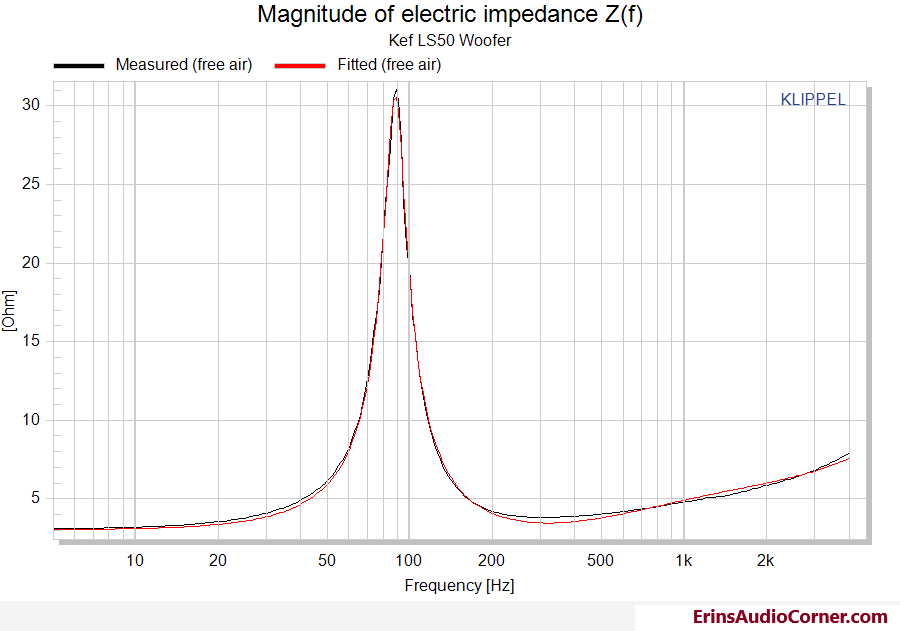 Magnitude of electric impedance Z(f)
Kef LS50 Woofer
Measured (free air) Fitted (free air)
KLIPPEL
30
25
20
15
10
5
[Ohm]
10 20 50 100 200 500 1k 2k
Frequency [Hz]
ErinsAudioCorner.com